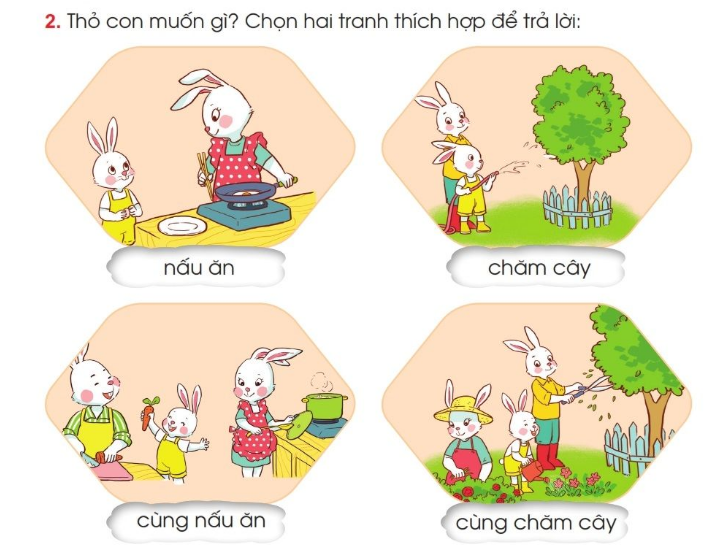 2. Thỏ con muốn gì? Chọn hai tranh thích hợp để trả lời:
nấu ăn
chăm cây
cùng nấu ăn
cùng chăm cây